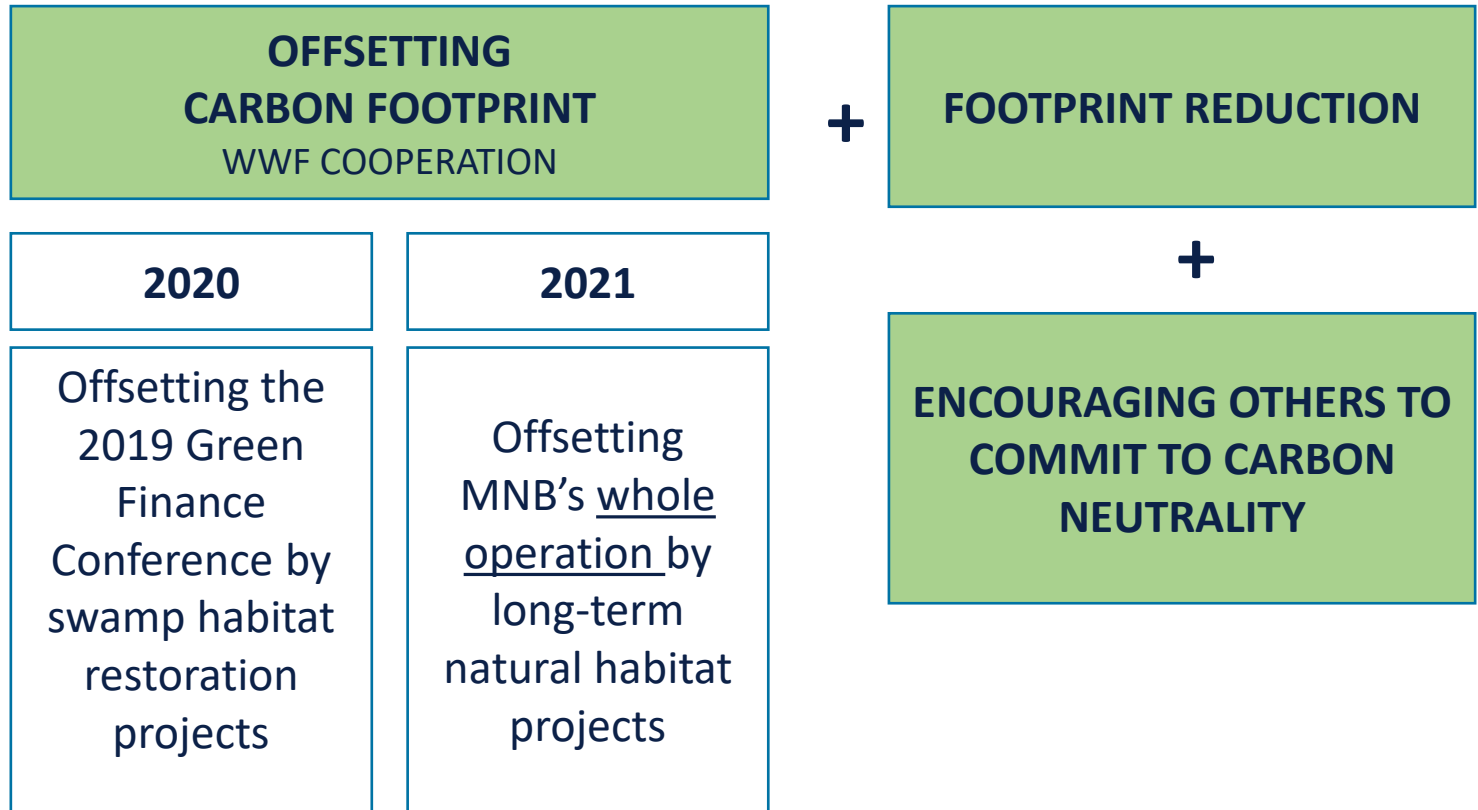 OFFSETTING
CARBON FOOTPRINT
WWF COOPERATION
+
FOOTPRINT REDUCTION
+
ENCOURAGING OTHERS TO
COMMIT TO CARBON
NEUTRALITY
2020
Offsetting the
2019 Green
Finance
Conference by
swamp habitat
restoration
projects
2021
Offsetting
MNB’s whole
operation by
long-term
natural habitat
projects